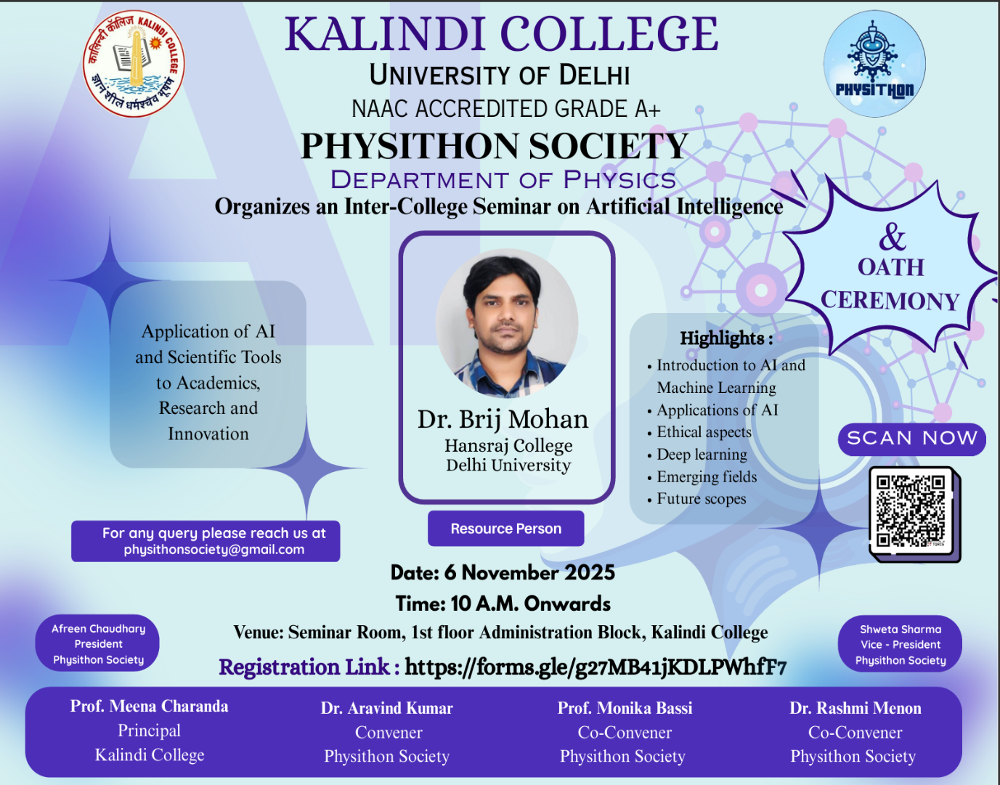 कालिन्दी कॉलिज KALINDI COLLEGE
ज्ञानं शीलं धर्मश्चैव भूषणं
KALINDI COLLEGE
UNIVERSITY OF DELHI
NAAC ACCREDITED GRADE A+
PHYSITHON
PHYSITHON SOCIETY
DEPARTMENT OF PHYSICS
Organizes an Inter-College Seminar on Artificial Intelligence
&
OATH
CEREMONY
Application of AI
and Scientific Tools
to Academics,
Research and
Innovation
Dr. Brij Mohan
Hansraj College
Delhi University
Resource Person
Highlights :
• Introduction to AI and
Machine Learning
• Applications of AI
• Ethical aspects
• Deep learning
• Emerging fields
• Future scopes
SCAN NOW
For any query please reach us at
physithonsociety@gmail.com
Date: 6 November 2025
Time: 10 A.M. Onwards
Venue: Seminar Room, 1st floor Administration Block, Kalindi College
Registration Link : https://forms.gle/g27MB41jKDLPWhfF7
Afreen Chaudhary
President
Physithon Society
Shweta Sharma
Vice - President
Physithon Society
Prof. Meena Charanda
Principal
Kalindi College
Dr. Aravind Kumar
Convener
Physithon Society
Prof. Monika Bassi
Co-Convener
Physithon Society
Dr. Rashmi Menon
Co-Convener
Physithon Society